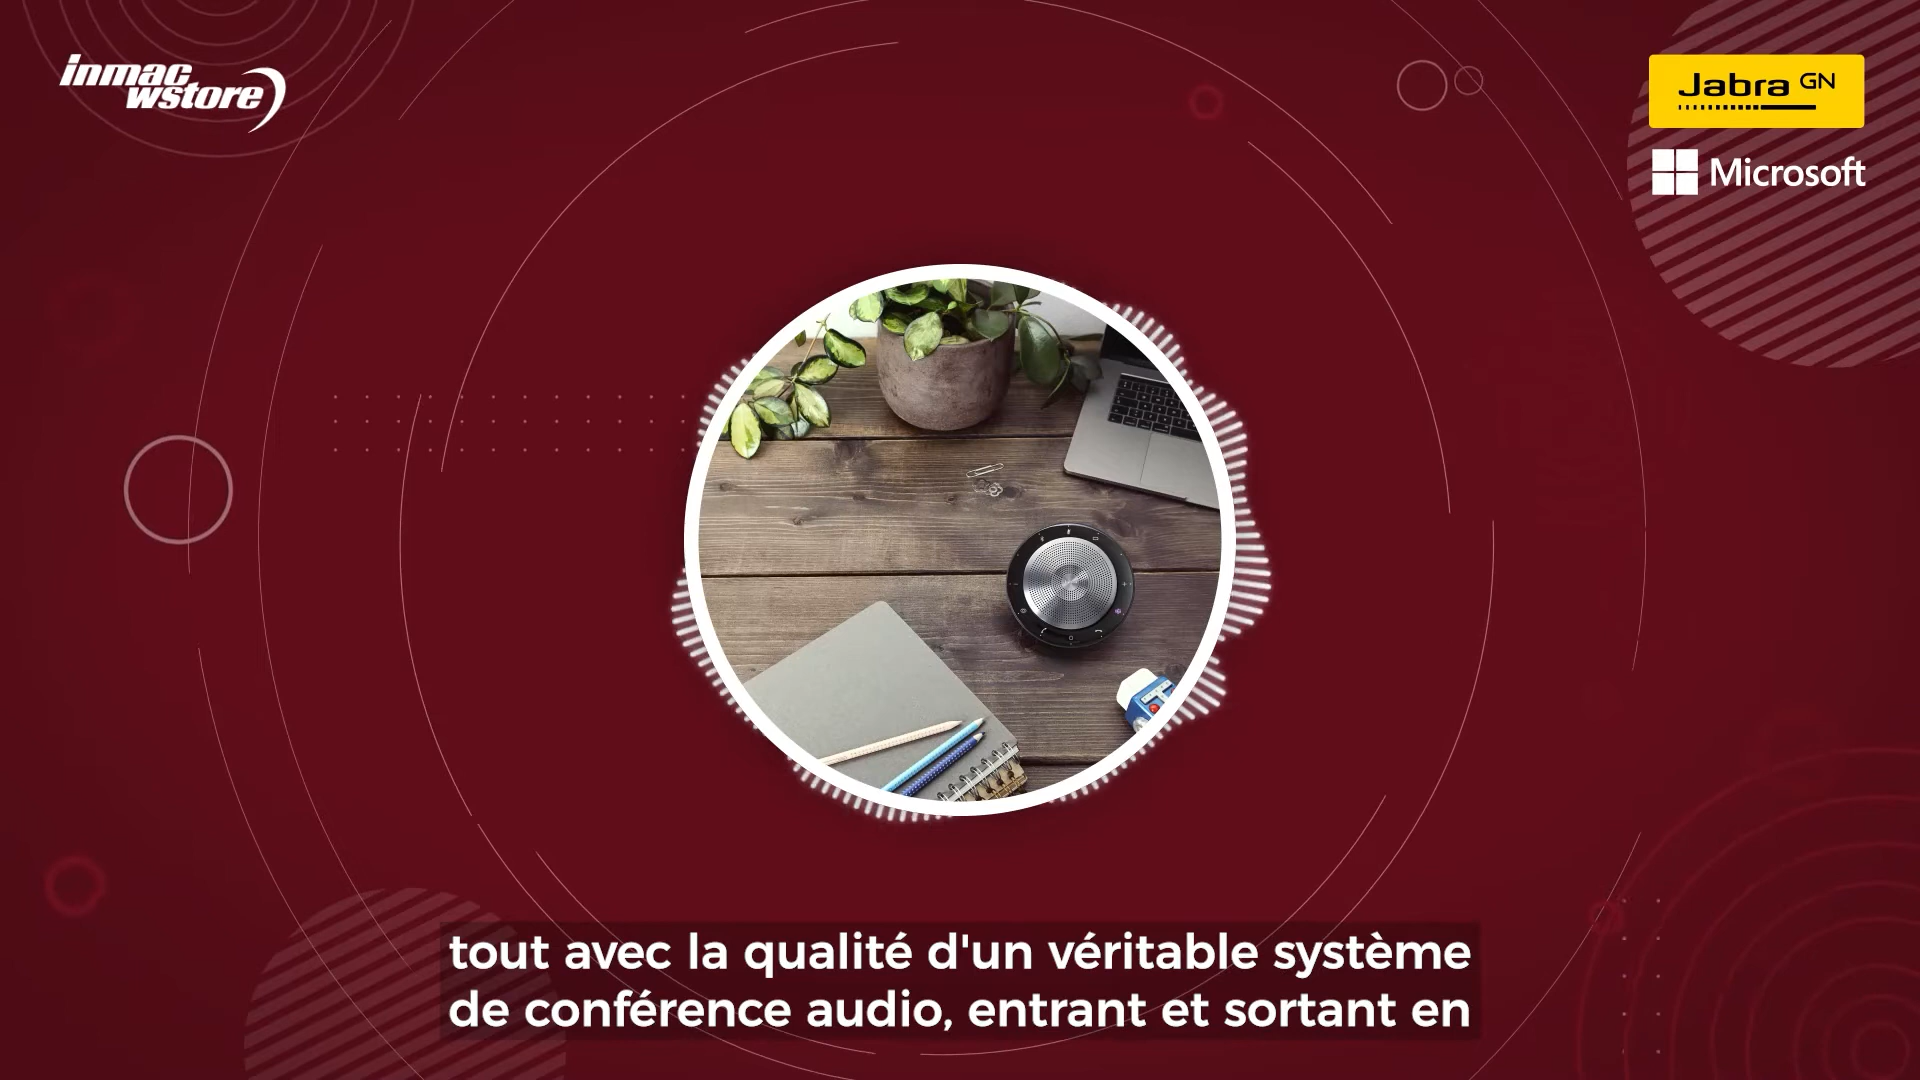 inmac
wstore
Jabra GN
Microsoft
tout avec la qualité d'un véritable système
de conférence audio, entrant et sortant en